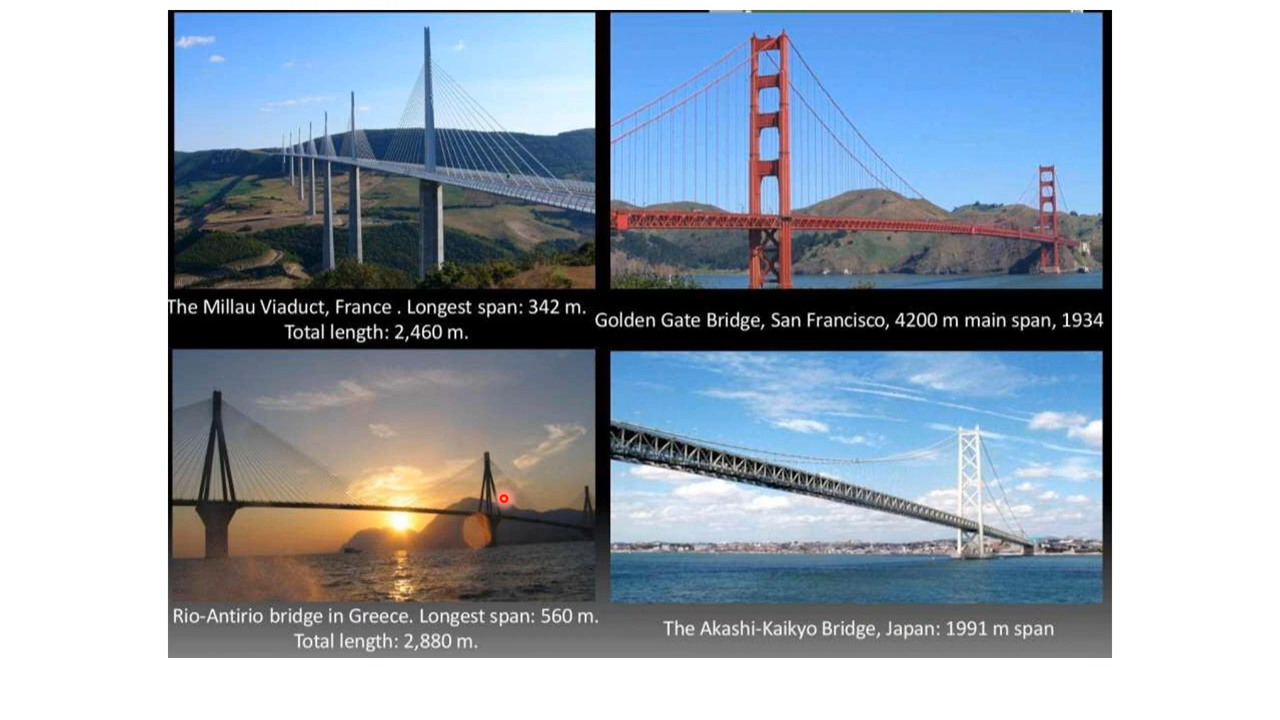 The Millau Viaduct, France . Longest span: 342 m.
Total length: 2,460 m.
Golden Gate Bridge, San Francisco, 4200 m main span, 1934
Rio-Antirio bridge in Greece. Longest span: 560 m.
Total length: 2,880 m.
The Akashi-Kaikyo Bridge, Japan: 1991 m span